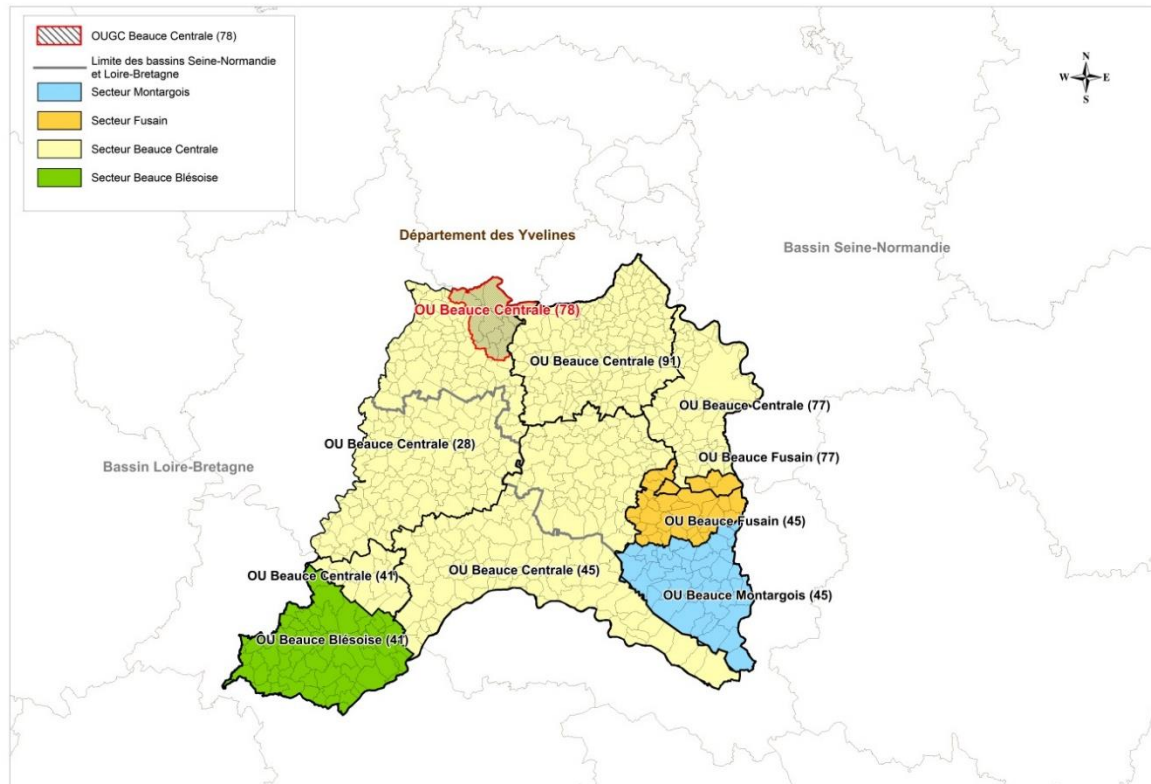 OUGC Beauce Centrale (78)
Limite des bassins Seine-Normandie
et Loire-Bretagne
Secteur Montargois
Secteur Fusain
Secteur Beauce Centrale
Secteur Beauce Blésoise
N
W E
S
Département des Yvelines
Bassin Seine-Normandie
OU Beauce Centrale (78)
OU Beauce Centrale (91)
OU Beauce Centrale (77)
OU Beauce Centrale (28)
OU Beauce Fusain (77)
Bassin Loire-Bretagne
OU Beauce Fusain (45)
OU Beauce Centrale (41)
OU Beauce Centrale (45)
OU Beauce Montargois (45)
OU Beauce Blésoise (41)